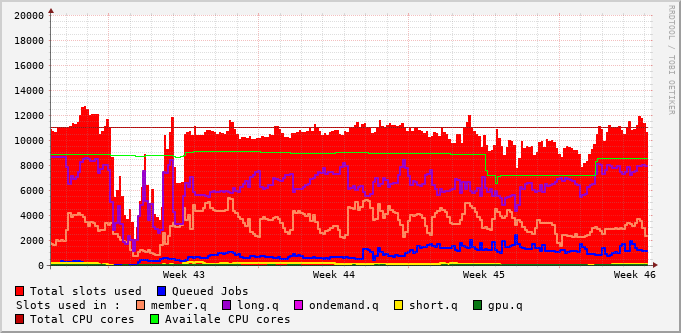 20000
18000
16000
14000
12000
10000
8000
6000
4000
2000
0
Week 43 Week 44 Week 45 Week 46
RRDTOOL / TOBI OETIKER
Total slots used Queued Jobs
Slots used in : member.q long.q ondemand.q short.q gpu.q
Total CPU cores Availale CPU cores